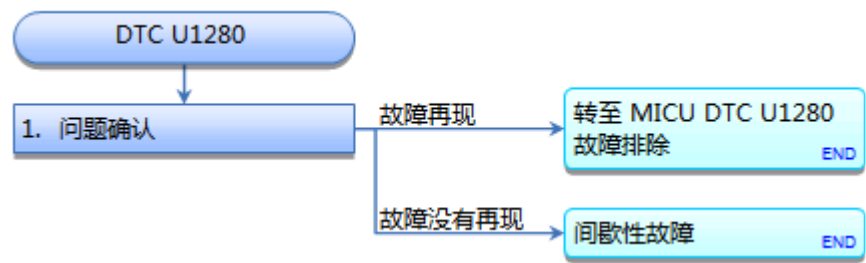 DTC U1280
1. 问题确认
故障再现
转至 MICU DTC U1280
故障排除
END
故障没有再现
间歇性故障
END